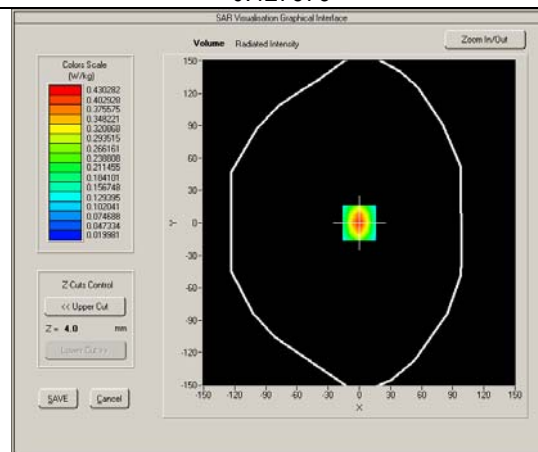 SAR Visualisation Graphical Interface
Volume Radiated Intensity
Zoom In/Out
Colors Scale
(W/kg)
0.430282
0.402928
0.375575
0.348221
0.320868
0.293515
0.266161
0.238808
0.211455
0.184101
0.156748
0.129395
0.102041
0.074688
0.047334
0.019981
150
120
90
60
30
0
-30
-60
-90
-120
-150
Y
-150 -120 -90 -60 -30 0 30 60 90 120 150
X
Z Cuts Control
<< Upper Cut
Z = 4.0 mm
Lower Cut >>
SAVE
Cancel